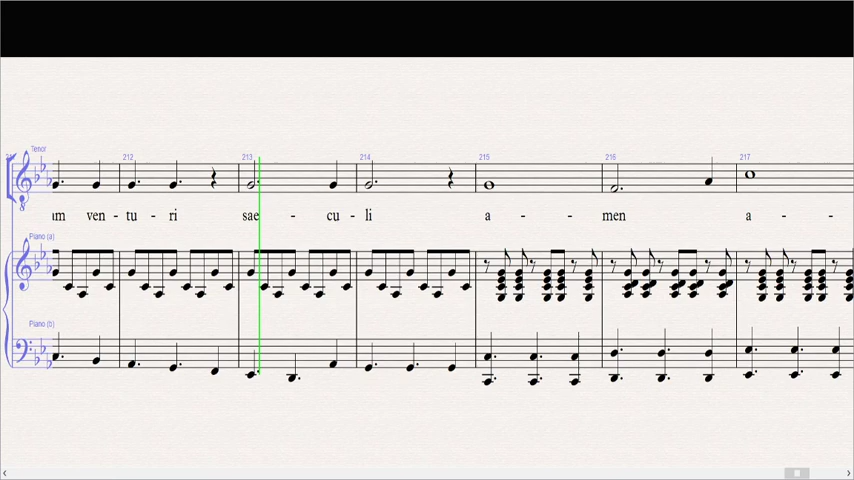 Tenor
212 213 214 215 216 217
um ven - tu - ri sae - cu - li a - - men a - -
Piano (a)
Piano (b)